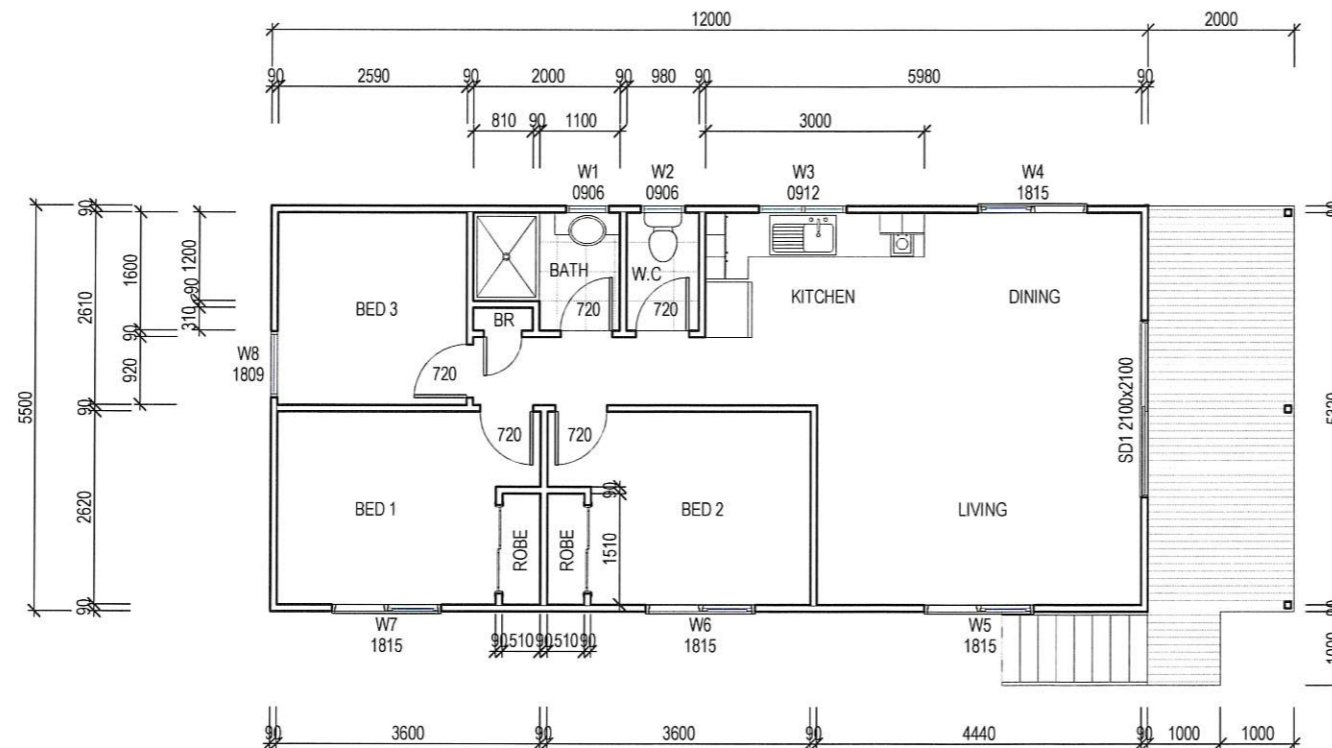 12000
2000
90
2590
90
2000
90
980
90
5980
90
810
90
1100
3000
W1
0906
W2
0906
W3
0912
W4
1815
5500
90
2610
90
2620
90
1600
90
920
1200
90
310
BATH
W.C
BED 3
BR
720
720
KITCHEN
DINING
W8
1809
720
SD1 2100x2100
720
720
BED 1
ROBE
ROBE
90
1510
BED 2
LIVING
W7
1815
90
510
90
510
90
W6
1815
W5
1815
90
3600
90
3600
90
4440
90
1000
1000